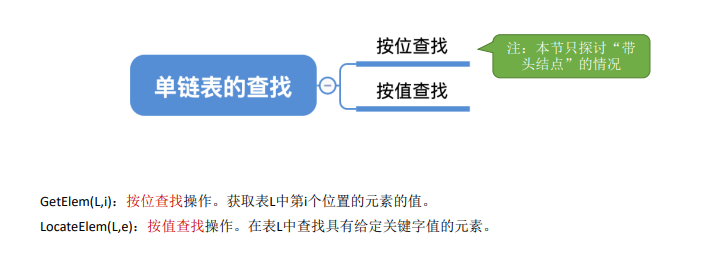 单链表的查找
按位查找
按值查找
注：本节只探讨“带
头结点”的情况
GetElem(L,i)：按位查找操作。获取表L中第i个位置的元素的值。
LocateElem(L,e)：按值查找操作。在表L中查找具有给定关键字值的元素。